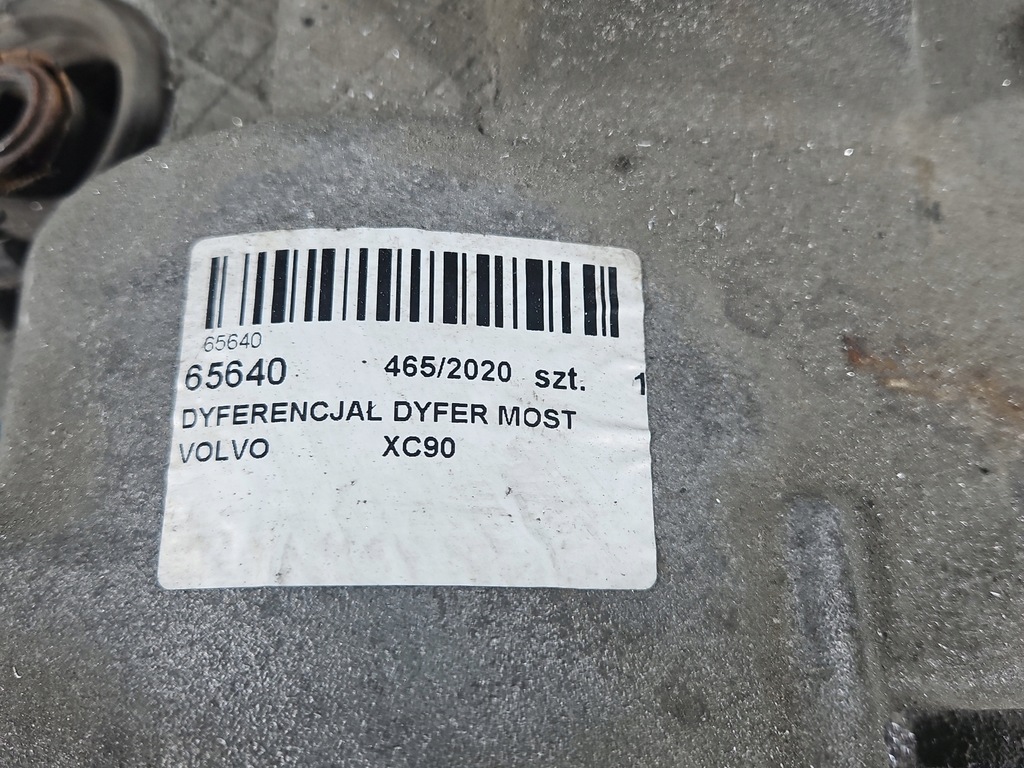 65640
65640 465/2020 szt. 1
DYFERENCJAŁ DYFER MOST
VOLVO XC90